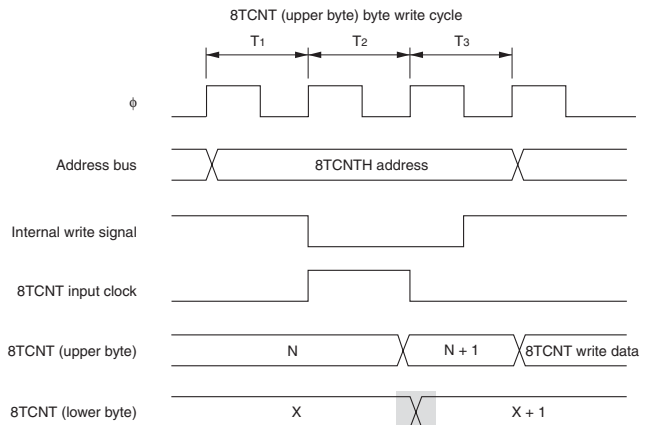 8TCNT (upper byte) byte write cycle
T1 T2 T3
φ
Address bus 8TCNTH address
Internal write signal
8TCNT input clock
8TCNT (upper byte) N N + 1 8TCNT write data
8TCNT (lower byte) X X + 1